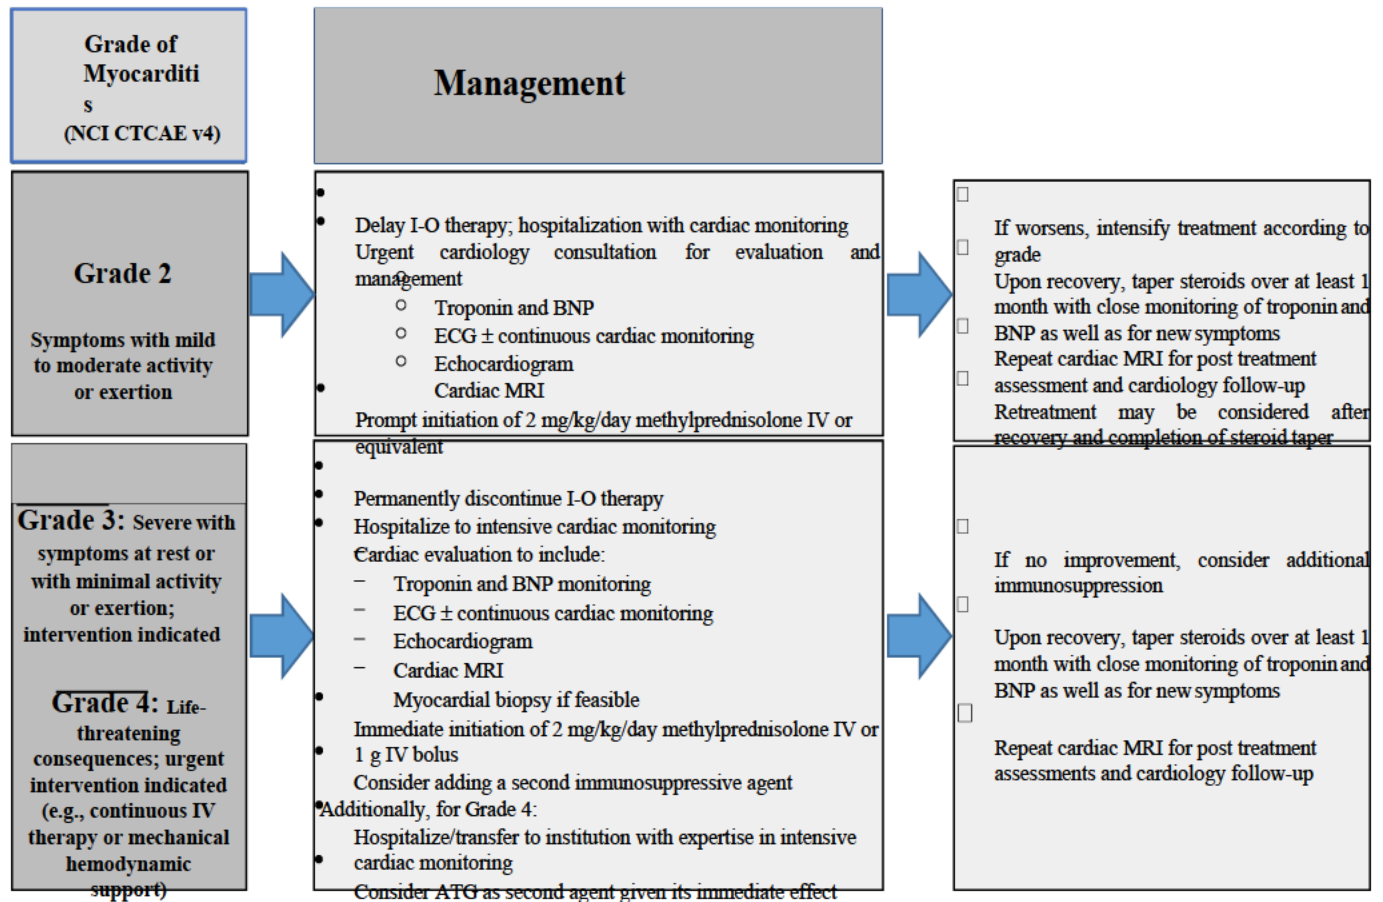 Grade of
Myocarditi
s
(NCI CTCAE v4)
Management
Grade 2
Symptoms with mild
to moderate activity
or exertion
Delay I-O therapy; hospitalization with cardiac monitoring
Urgent cardiology consultation for evaluation and
management
Troponin and BNP
ECG ± continuous cardiac monitoring
Echocardiogram
Cardiac MRI
Prompt initiation of 2 mg/kg/day methylprednisolone IV or
equivalent
If worsens, intensify treatment according to
grade
Upon recovery, taper steroids over at least 1
month with close monitoring of troponin and
BNP as well as for new symptoms
Repeat cardiac MRI for post treatment
assessment and cardiology follow-up
Retreatment may be considered after
recovery and completion of steroid taper
Grade 3: Severe with
symptoms at rest or
with minimal activity
or exertion;
intervention indicated
Grade 4: Life-
threatening
consequences; urgent
intervention indicated
(e.g., continuous IV
therapy or mechanical
hemodynamic
support)
Permanently discontinue I-O therapy
Hospitalize to intensive cardiac monitoring
Cardiac evaluation to include:
Troponin and BNP monitoring
ECG ± continuous cardiac monitoring
Echocardiogram
Cardiac MRI
Myocardial biopsy if feasible
Immediate initiation of 2 mg/kg/day methylprednisolone IV or
1 g IV bolus
Consider adding a second immunosuppressive agent
Additionally, for Grade 4:
Hospitalize/transfer to institution with expertise in intensive
cardiac monitoring
Consider ATG as second agent given its immediate effect
If no improvement, consider additional
immunosuppression
Upon recovery, taper steroids over at least 1
month with close monitoring of troponin and
BNP as well as for new symptoms
Repeat cardiac MRI for post treatment
assessments and cardiology follow-up